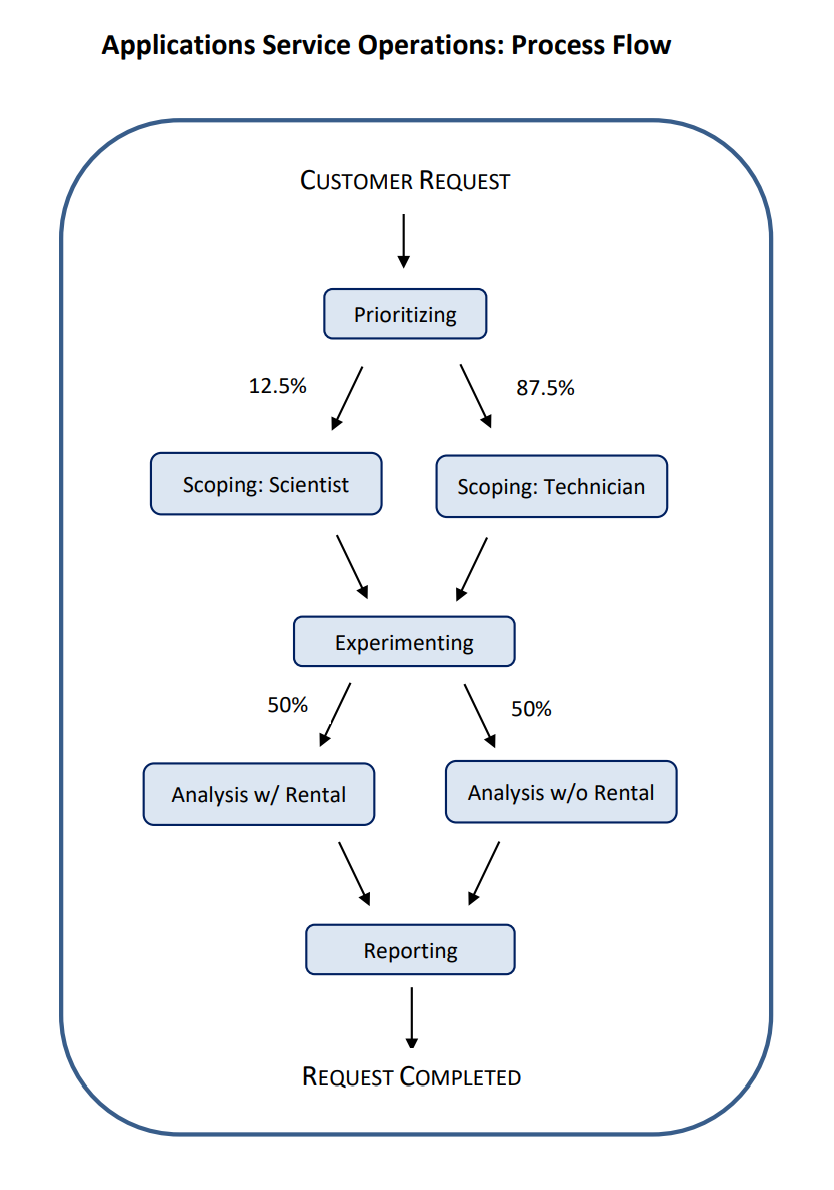 Applications Service Operations: Process Flow
CUSTOMER REQUEST
Prioritizing
12.5%
87.5%
Scoping: Scientist
Scoping: Technician
Experimenting
50%
50%
Analysis w/ Rental
Analysis w/o Rental
Reporting
REQUEST COMPLETED